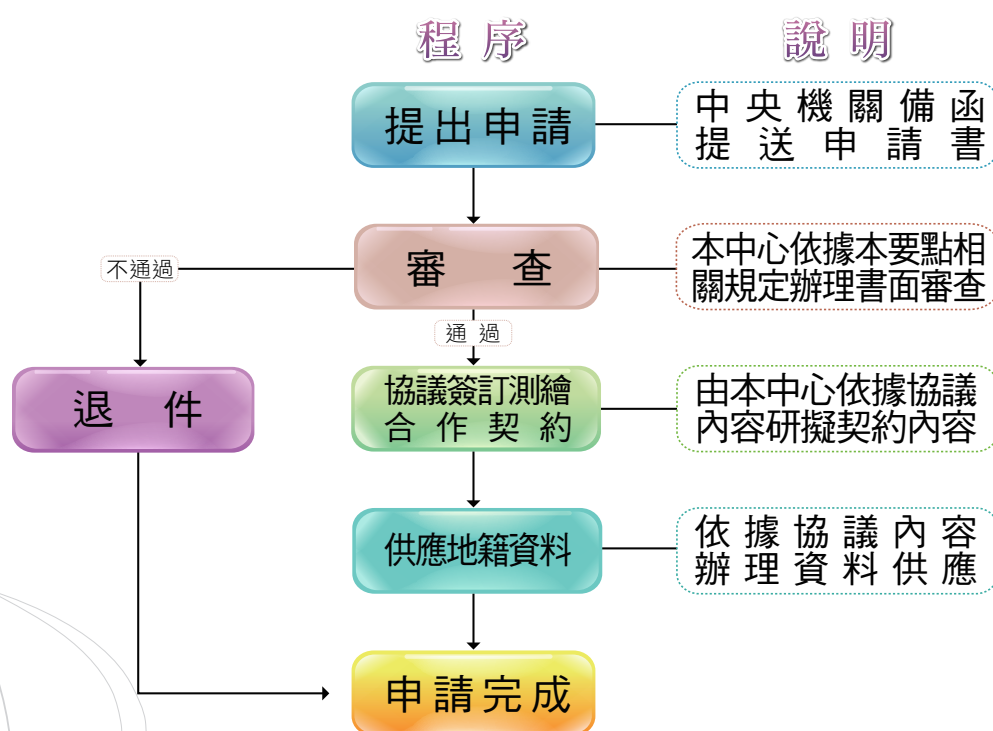 程序
說明
提出申請
中央機關備函
提送申請書
審查
本中心依據本要點相
關規定辦理書面審查
不通過
通過
退件
協議簽訂測繪
合作契約
由本中心依據協議
內容研擬契約內容
供應地籍資料
依據協議內容
辦理資料供應
申請完成